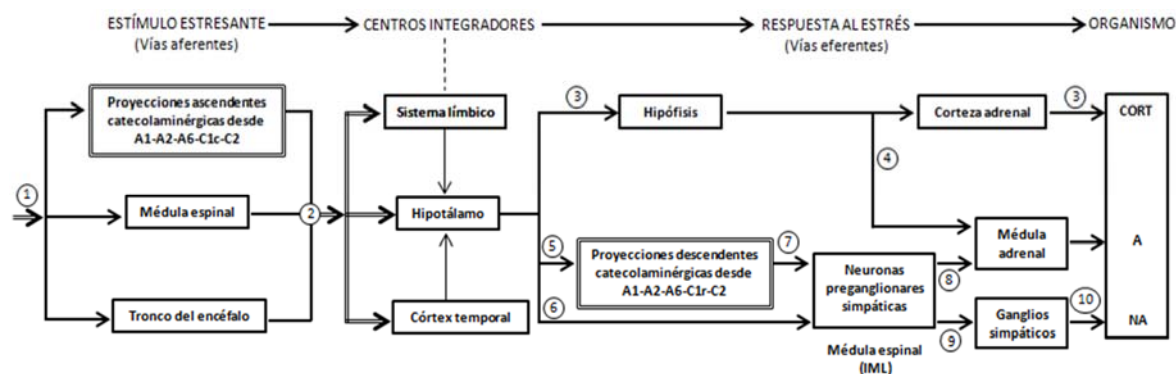 ESTÍMULO ESTRESANTE
(Vías aferentes)
CENTROS INTEGRADORES
RESPUESTA AL ESTRÉS
(Vías eferentes)
ORGANISMO
1
Proyecciones ascendentes
catecolaminérgicas desde
A1-A2-A6-C1c-C2
Médula espinal
Tronco del encéfalo
2
Sistema límbico
Hipotálamo
Córtex temporal
3
Hipófisis
4
Corteza adrenal
3
5
Proyecciones descendentes
catecolaminérgicas desde
A1-A2-A6-C1r-C2
6
7
Neuronas
preganglionares
simpáticas
Médula espinal
(IML)
8
Médula
adrenal
9
Ganglios
simpáticos
10
CORT
A
NA